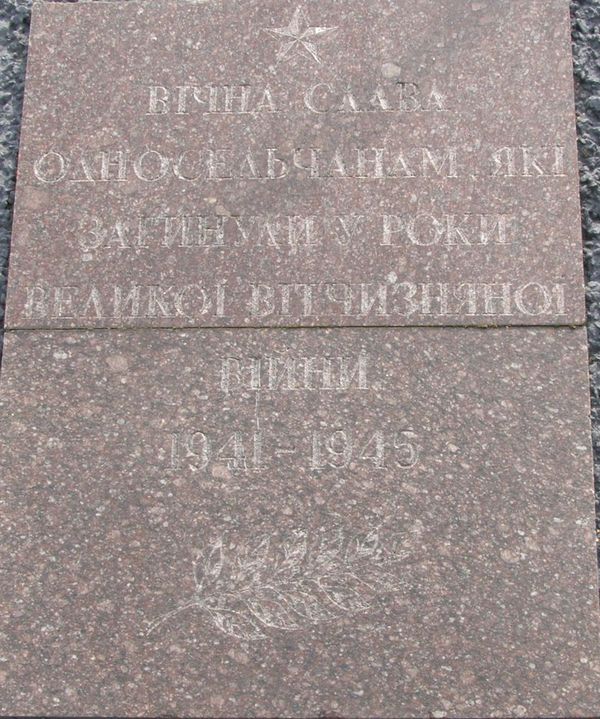 ВІЧНА СЛАВА
ОДНОСЕЛЬЧАНАМ, ЯКІ
ЗАГИНУЛИ У РОКИ
ВЕЛИКОЇ ВІТЧИЗНЯНОЇ
ВІЙНИ
1941-1945